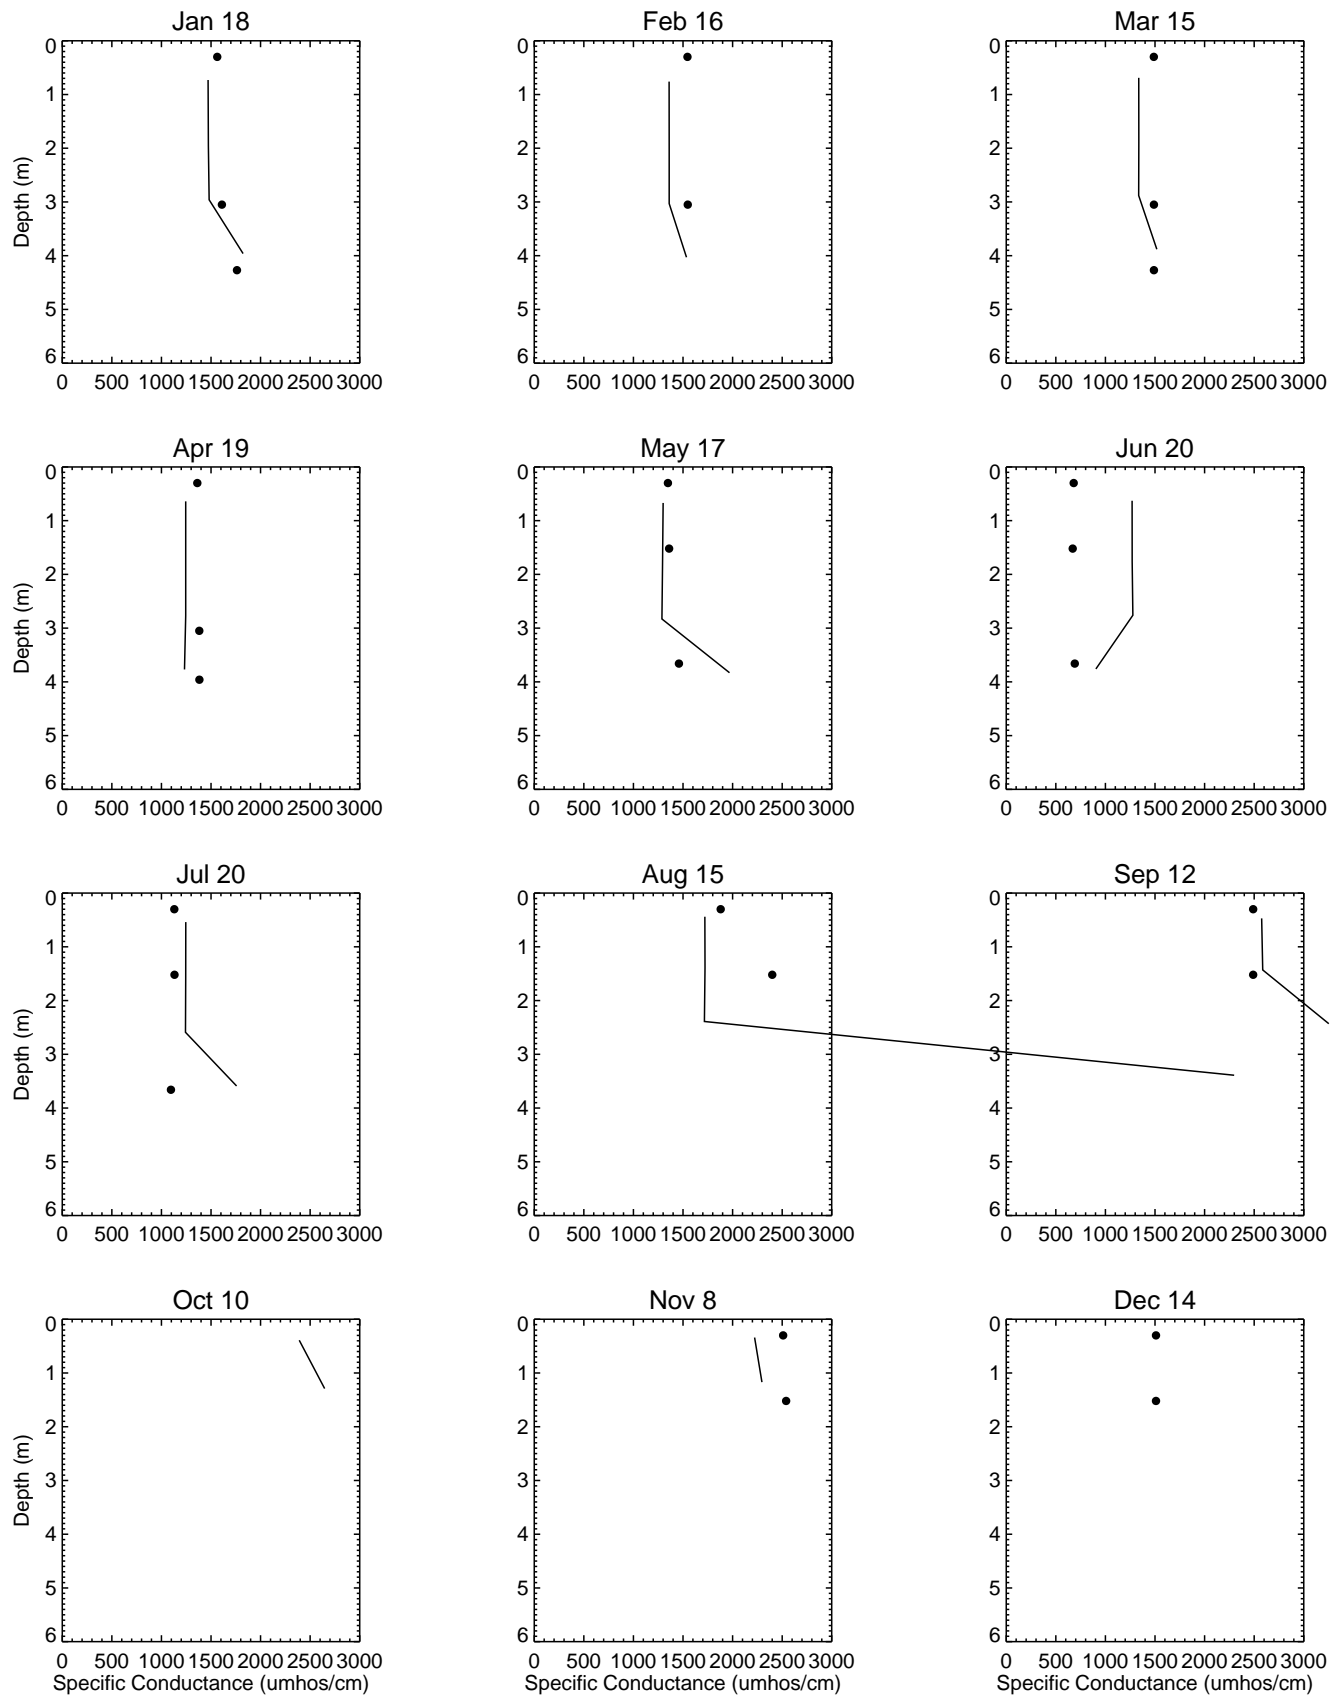 Jan 18 Feb 16 Mar 15
0 0 0
1 1 1
2 2 2
Depth (m)
3 3 3
4 4 4
5 5 5
6 6 6
0 500 1000 1500 2000 2500 3000 0 500 1000 1500 2000 2500 3000 0 500 1000 1500 2000 2500 3000
Apr 19 May 17 Jun 20
0 0 0
1 1 1
2 2 2
Depth (m)
3 3 3
4 4 4
5 5 5
6 6 6
0 500 1000 1500 2000 2500 3000 0 500 1000 1500 2000 2500 3000 0 500 1000 1500 2000 2500 3000
Jul 20 Aug 15 Sep 12
0 0 0
1 1 1
2 2 2
Depth (m)
3 3 3
4 4 4
5 5 5
6 6 6
0 500 1000 1500 2000 2500 3000 0 500 1000 1500 2000 2500 3000 0 500 1000 1500 2000 2500 3000
Oct 10 Nov 8 Dec 14
0 0 0
1 1 1
2 2 2
Depth (m)
3 3 3
4 4 4
5 5 5
6 6 6
0 500 1000 1500 2000 2500 3000 0 500 1000 1500 2000 2500 3000 0 500 1000 1500 2000 2500 3000
Specific Conductance (umhos/cm) Specific Conductance (umhos/cm) Specific Conductance (umhos/cm)